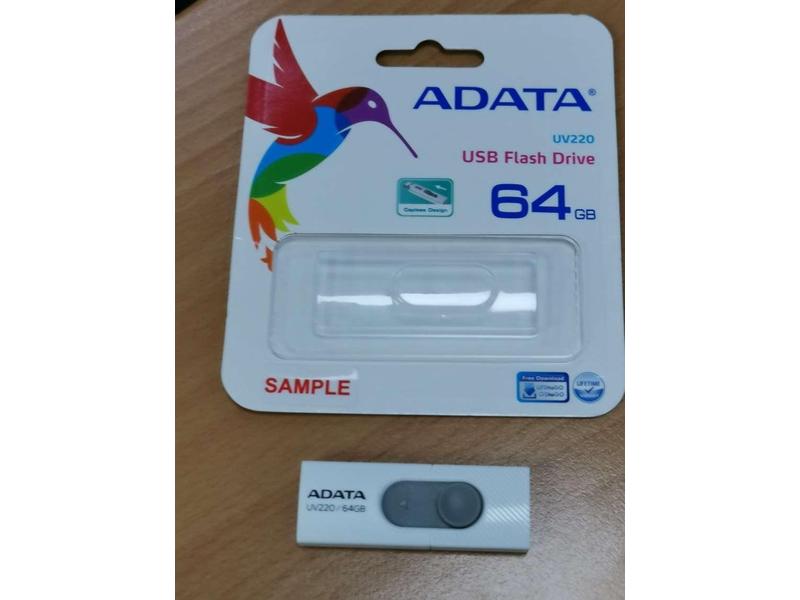 ADATA®
UV220
USB Flash Drive
Capless Design
64GB
SAMPLE
Free Download
LIFETIME
ADATA
UV220 / 64GB